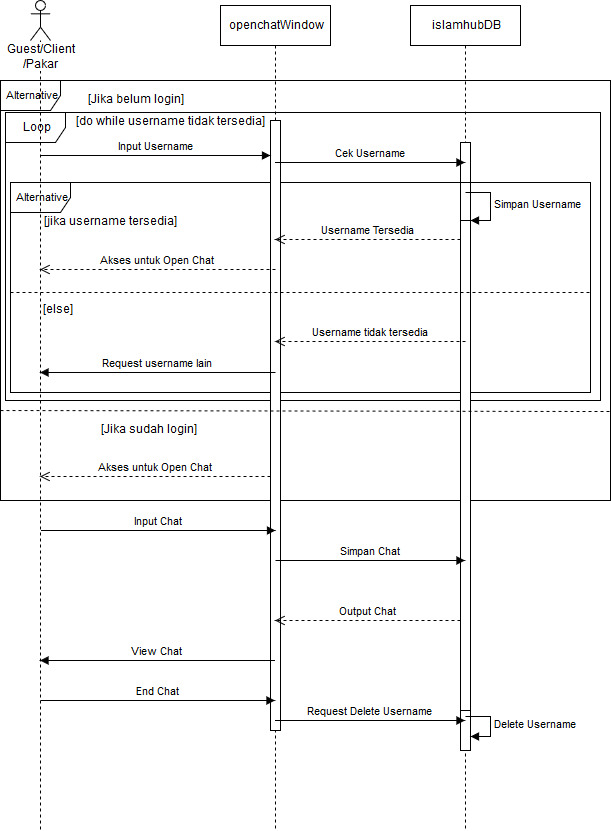 openchatWindow
islamhubDB
Guest/Client
/Pakar
Alternative
[Jika belum login]
Loop
[do while username tidak tersedia]
Input Username
Cek Username
Alternative
Simpan Username
[jika username tersedia]
Username Tersedia
Akses untuk Open Chat
[else]
Username tidak tersedia
Request username lain
[Jika sudah login]
Akses untuk Open Chat
Input Chat
Simpan Chat
Output Chat
View Chat
End Chat
Request Delete Username
Delete Username